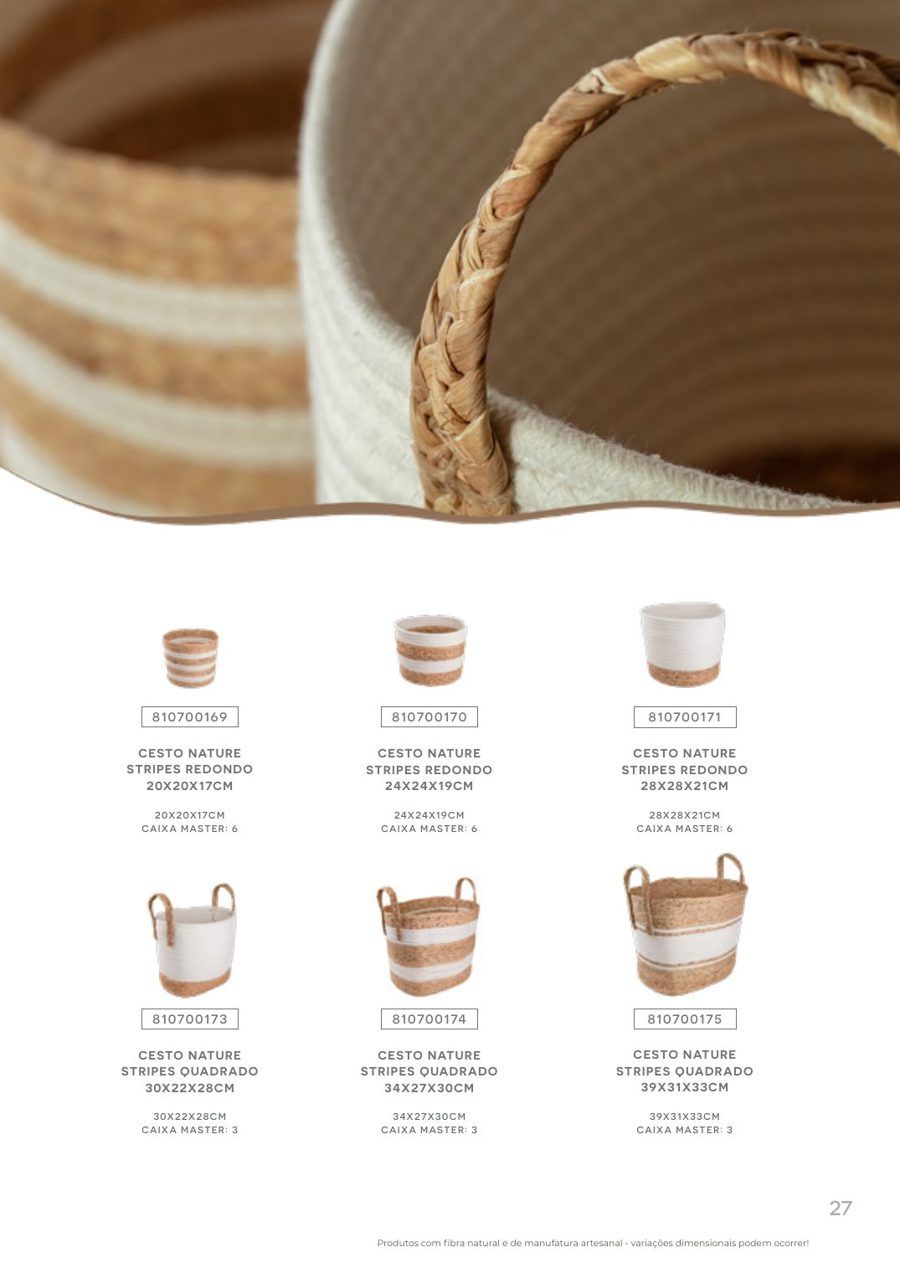 810700169
CESTO NATURE
STRIPES REDONDO
20X20X17CM
20X20X17CM
CAIXA MASTER: 6
810700170
CESTO NATURE
STRIPES REDONDO
24X24X19CM
24X24X19CM
CAIXA MASTER: 6
810700171
CESTO NATURE
STRIPES REDONDO
28X28X21CM
28X28X21CM
CAIXA MASTER: 6
810700173
CESTO NATURE
STRIPES QUADRADO
30X22X28CM
30X22X28CM
CAIXA MASTER: 3
810700174
CESTO NATURE
STRIPES QUADRADO
34X27X30CM
34X27X30CM
CAIXA MASTER: 3
810700175
CESTO NATURE
STRIPES QUADRADO
39X31X33CM
39X31X33CM
CAIXA MASTER: 3
27
Produtos com fibra natural e de manufatura artesanal - variações dimensionais podem ocorrer!